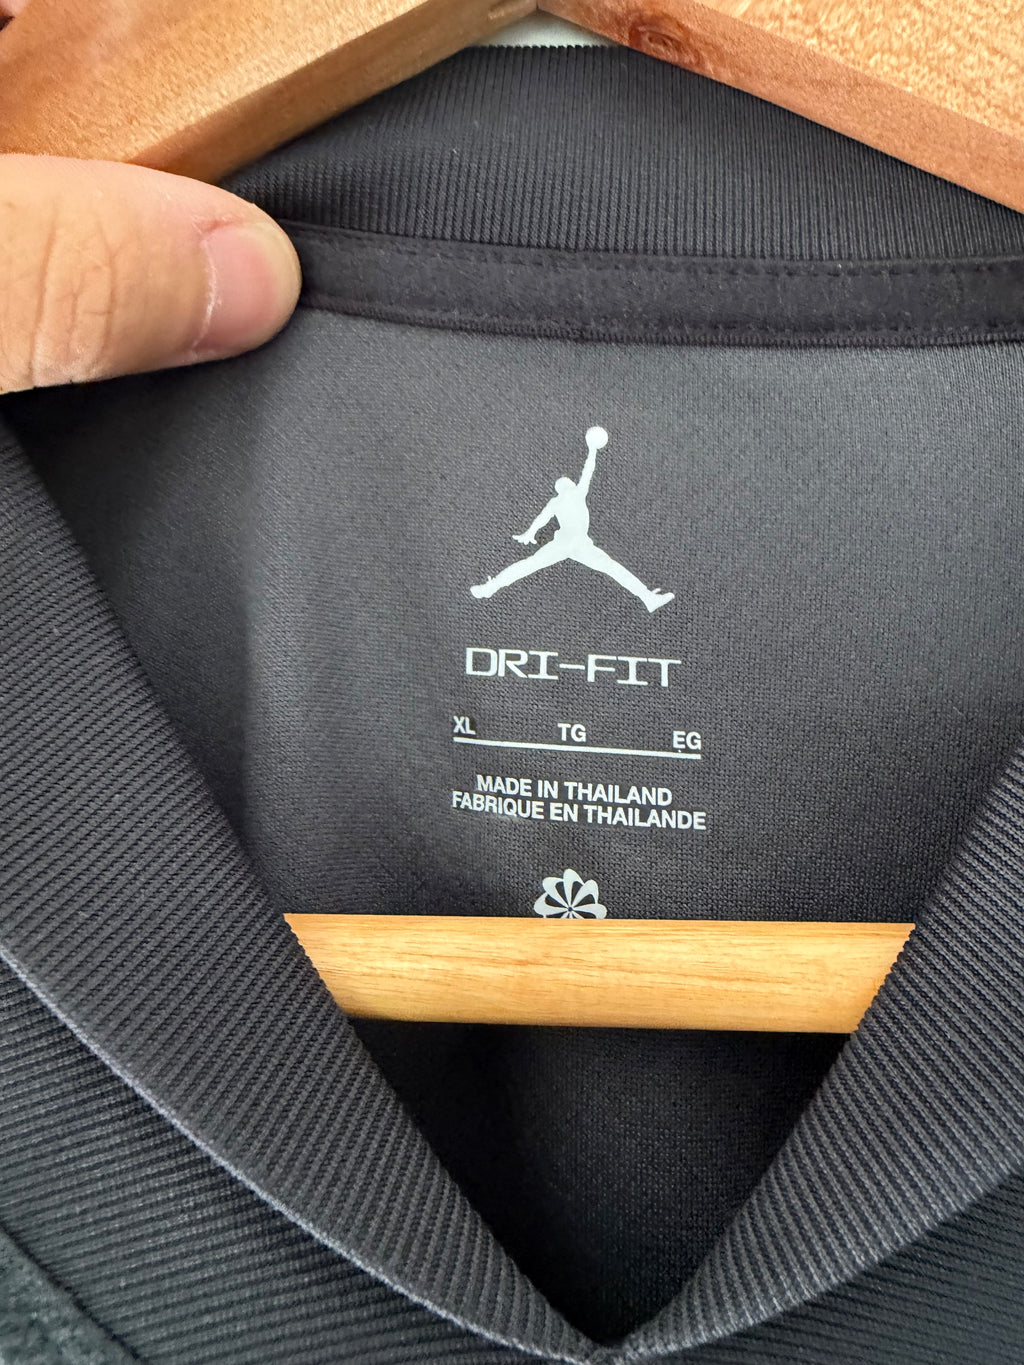 DRI-FIT
XL TG EG
MADE IN THAILAND
FABRIQUE EN THAILANDE